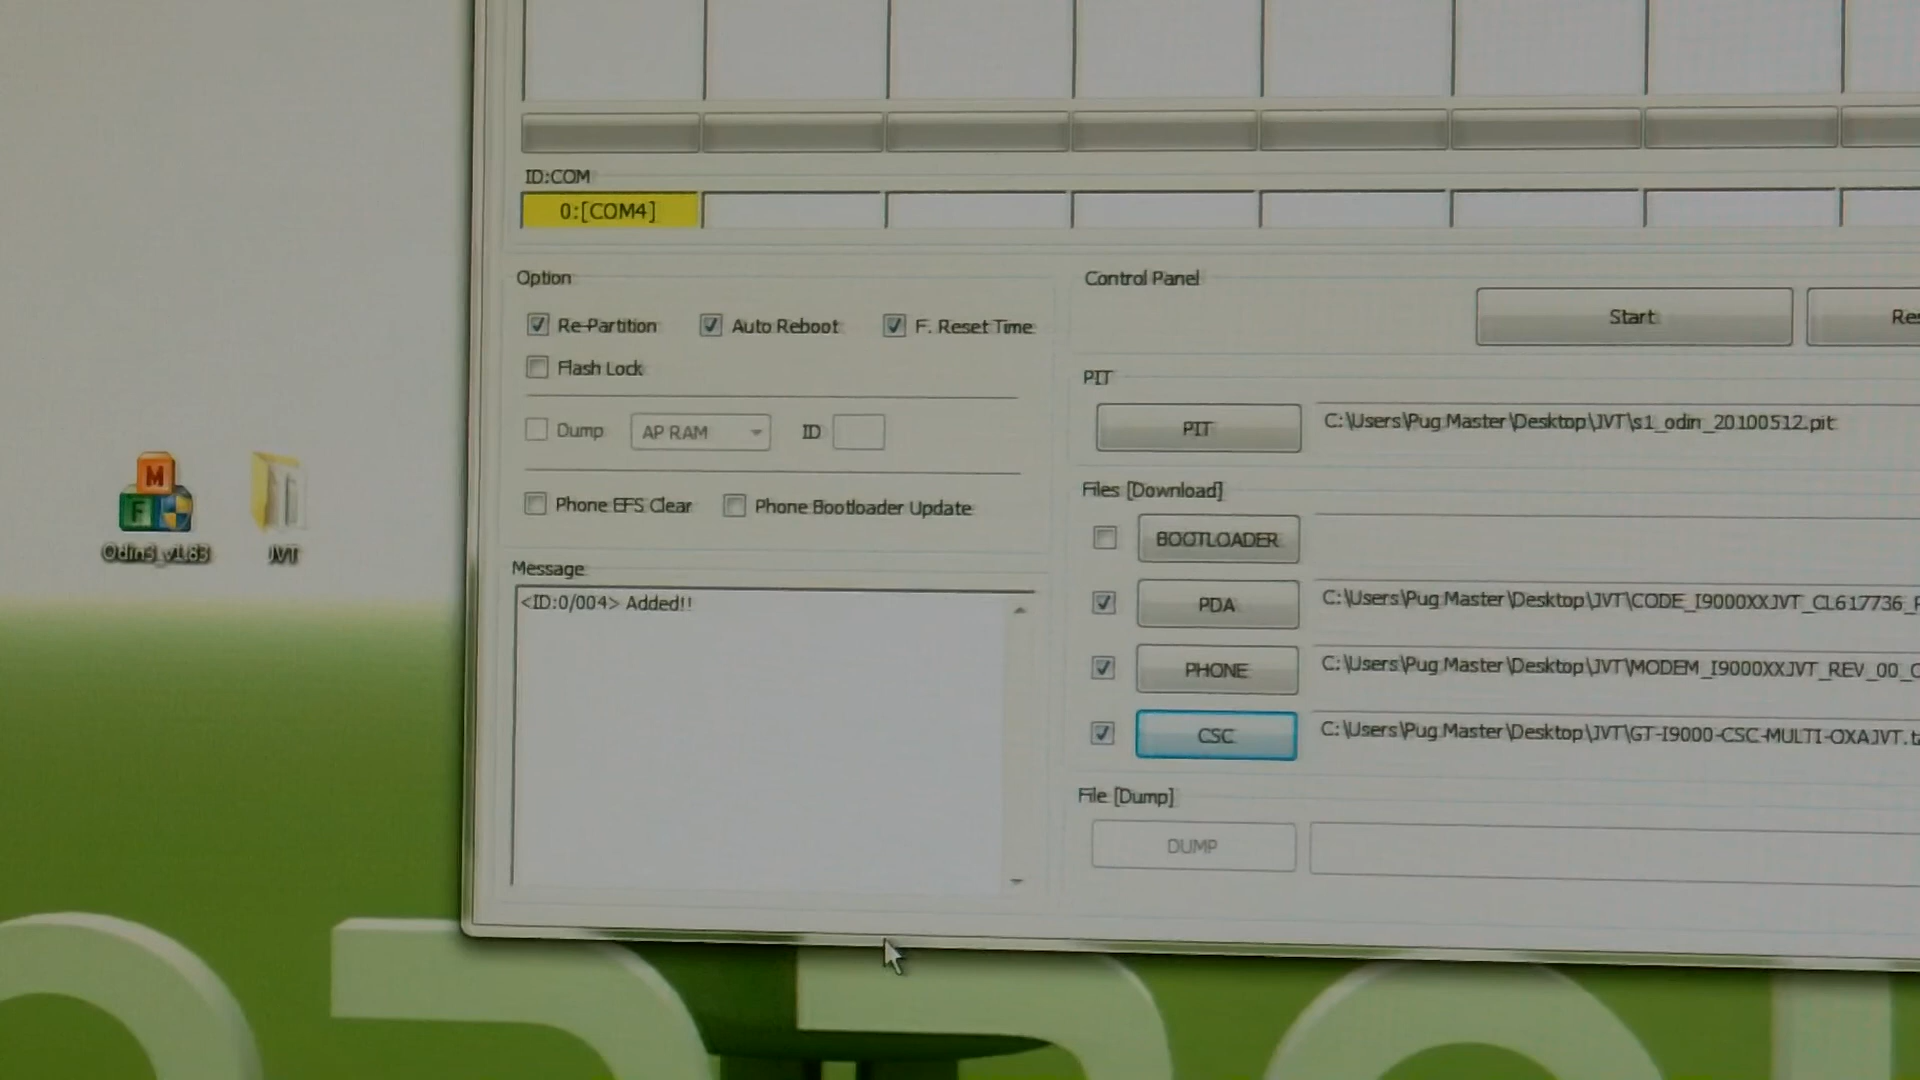 ID:COM
0:[COM4]
Option
Control Panel
Re-Partition
Auto Reboot
F. Reset Time
Start
Res
Flash Lock
PIT
PIT
C:\Users\Pug Master\Desktop\JVT\s1_odin_20100512.pit
Dump
AP RAM
ID
Files [Download]
Phone EFS Clear
Phone Bootloader Update
BOOTLOADER
M
F
Odin3_v1.83
JVT
Message
<ID:0/004> Added!!
PDA
C:\Users\Pug Master\Desktop\JVT\CODE_I9000XXJVT_CL617736_
PHONE
C:\Users\Pug Master\Desktop\JVT\MODEM_I9000XXJVT_REV_00_
CSC
C:\Users\Pug Master\Desktop\JVT\GT-I9000-CSC-MULTI-OXAJVT.ta
File [Dump]
DUMP